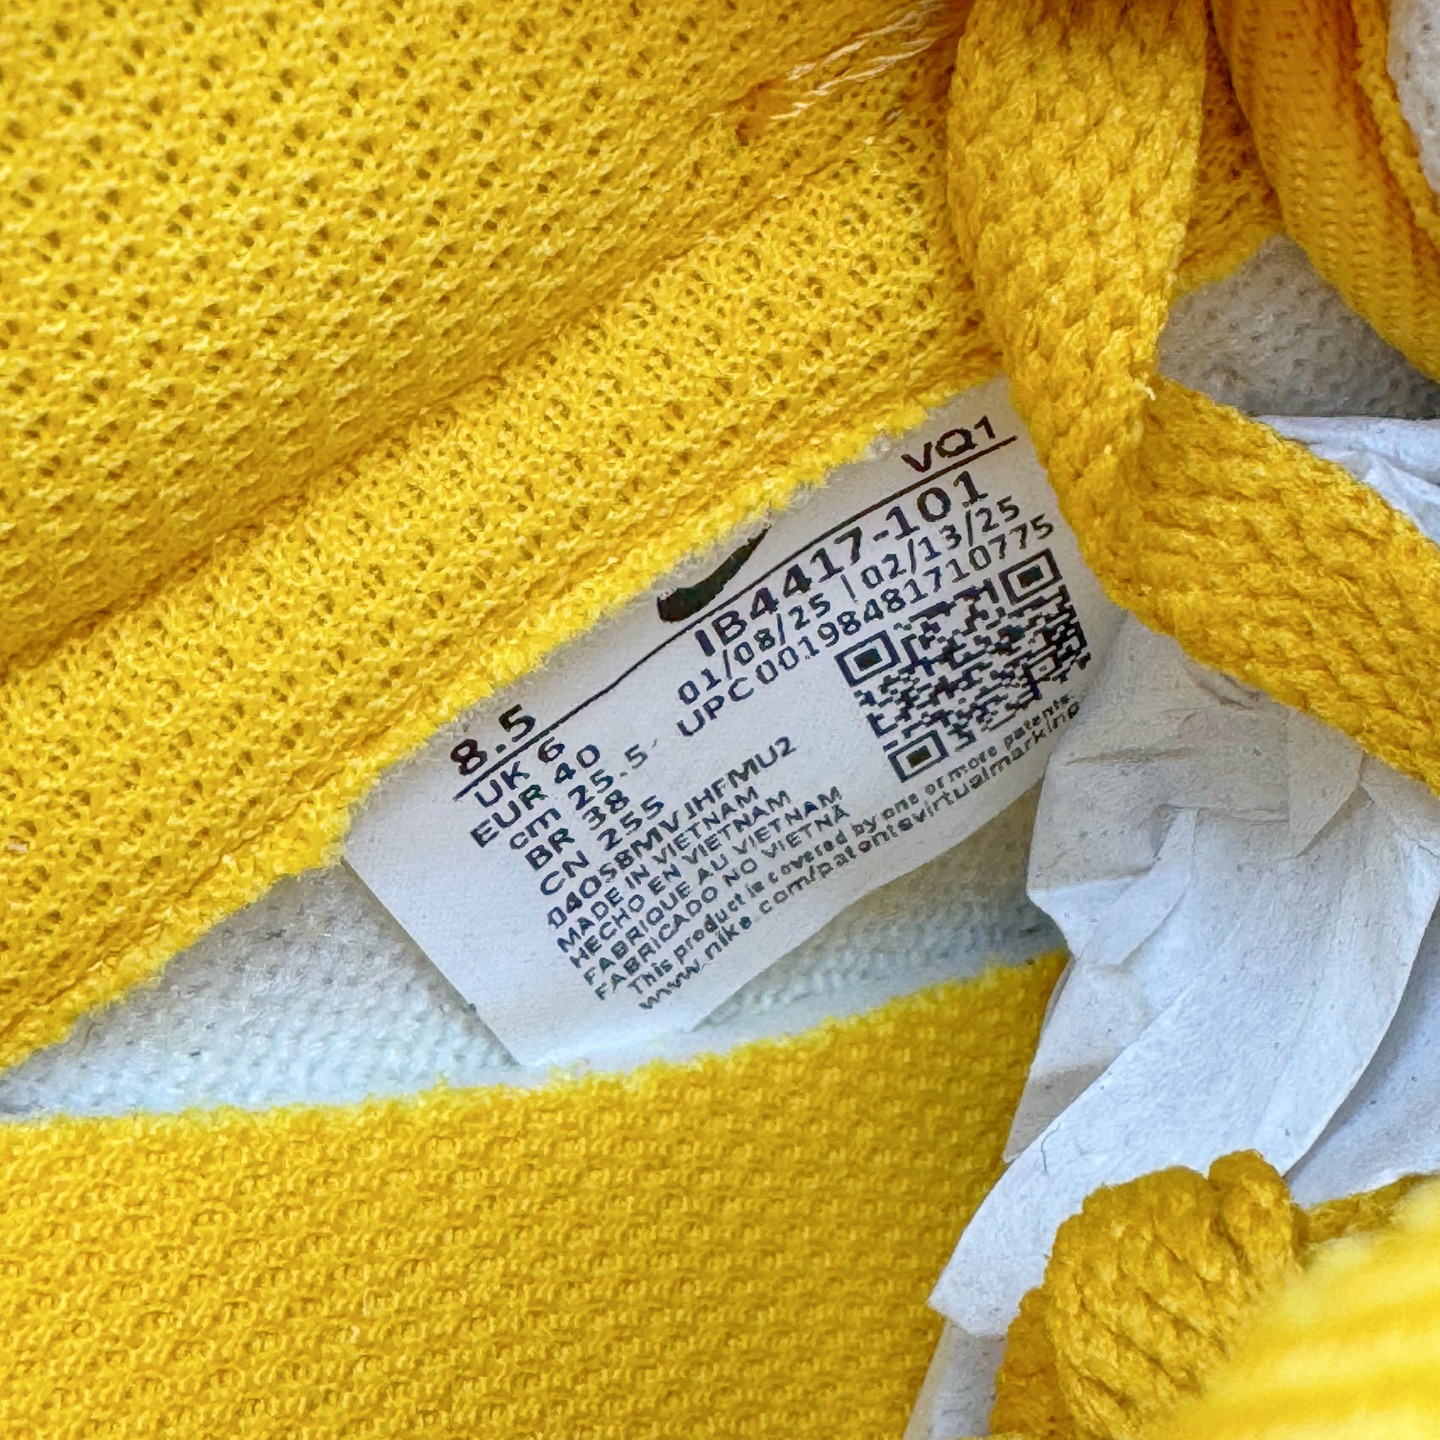 8.5 VQ1
UK 6 IB4417-101
EUR 40 01/08/25 | 02/13/25
cm 25.5 UPC 00198481710775
BR 38
CN 255
04058MVJHFMU2
MADE IN VIETNAM
HECHO EN VIETNAM
FABRIQUE AU VIETNAM
FABRICADO NO VIETNÃ
This product is covered by one or more patents
www.nike.com/patentsvirtualmarking